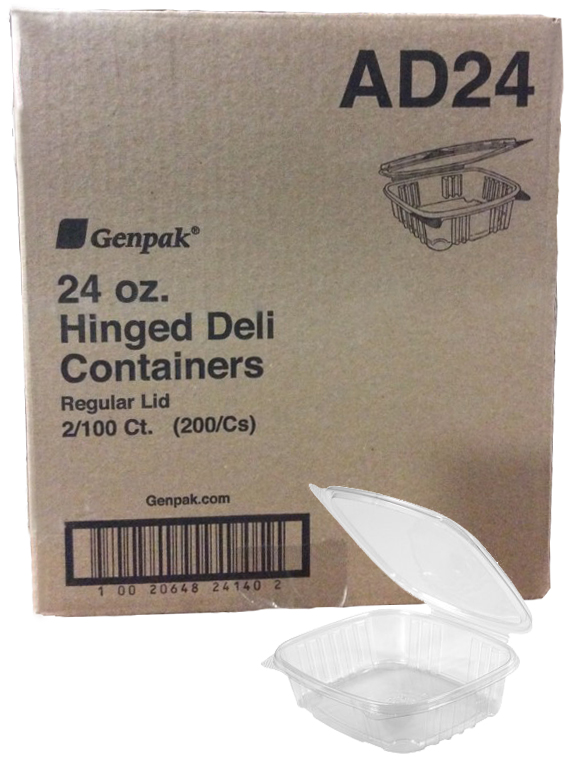 AD24
Genpak®
24 oz.
Hinged Deli
Containers
Regular Lid
2/100 Ct. (200/Cs)
Genpak.com
1 00 20648 24140 2